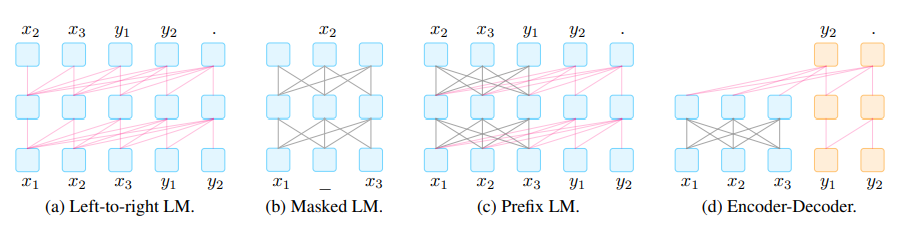 x₂ x₃ y₁ y₂ . x₂ x₂ x₃ y₁ y₂ . y₂ .
x₁ x₂ x₃ y₁ y₂ x₁ _ x₃ x₁ x₂ x₃ y₁ y₂ x₁ x₂ x₃ y₁ y₂
(a) Left-to-right LM. (b) Masked LM. (c) Prefix LM. (d) Encoder-Decoder.